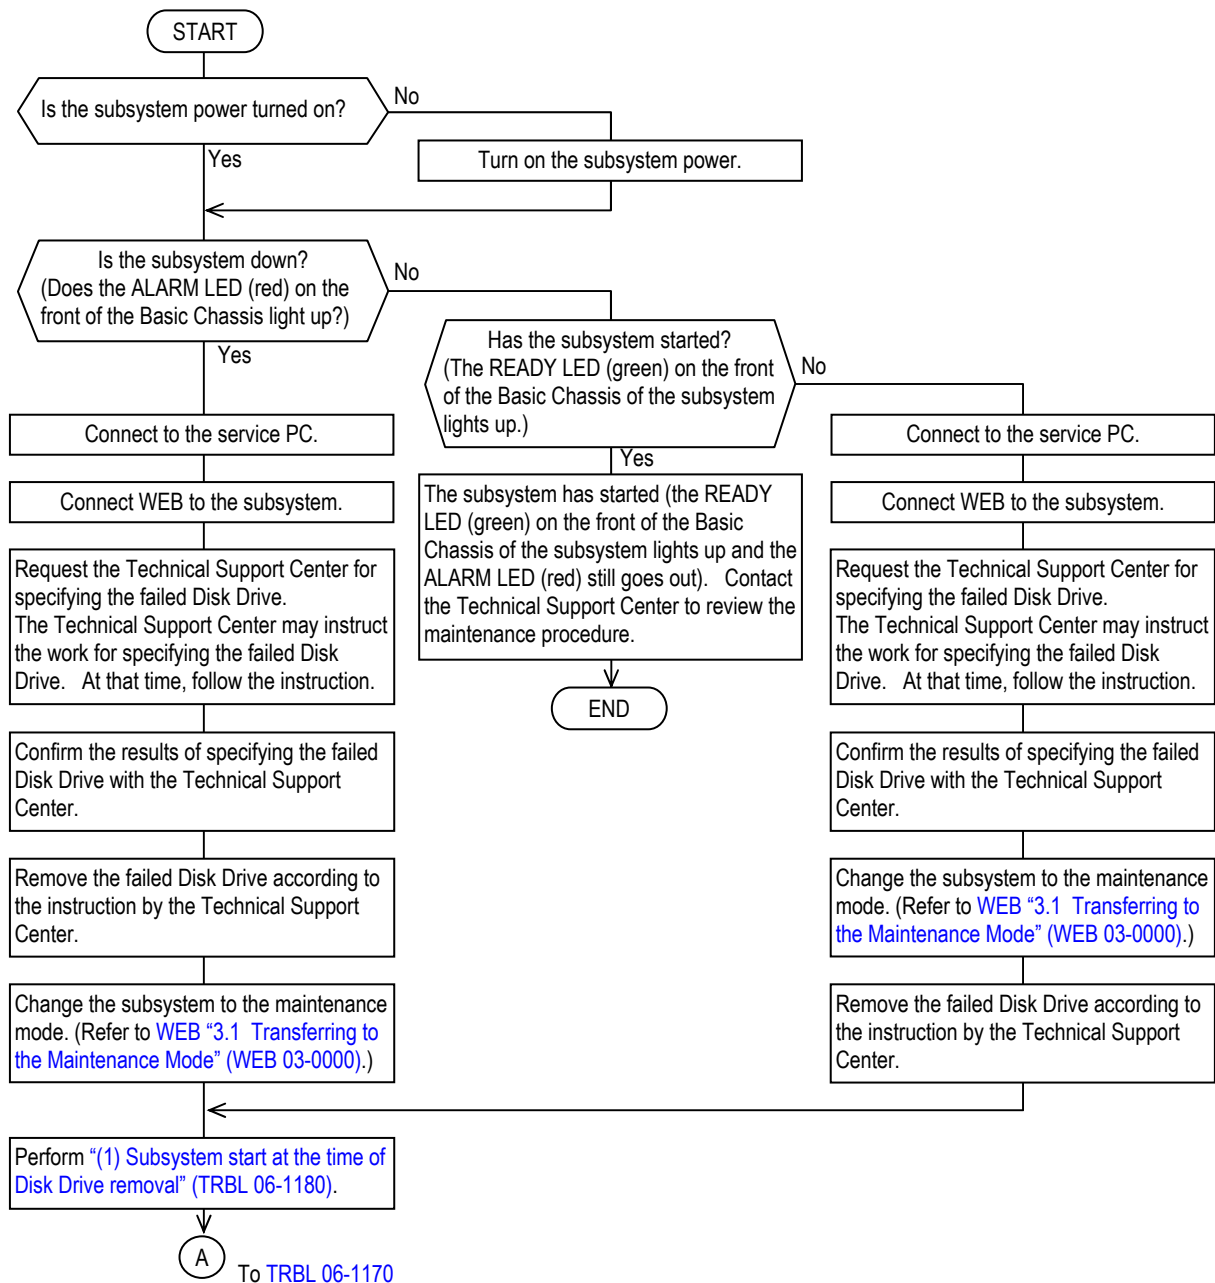 START
Is the subsystem power turned on?
No
Yes
Turn on the subsystem power.
Is the subsystem down?
(Does the ALARM LED (red) on the
front of the Basic Chassis light up?)
No
Yes
Has the subsystem started?
(The READY LED (green) on the front
of the Basic Chassis of the subsystem
lights up.)
No
Yes
Connect to the service PC.
Connect WEB to the subsystem.
Request the Technical Support Center for
specifying the failed Disk Drive.
The Technical Support Center may instruct
the work for specifying the failed Disk
Drive. At that time, follow the instruction.
Confirm the results of specifying the failed
Disk Drive with the Technical Support
Center.
Remove the failed Disk Drive according to
the instruction by the Technical Support
Center.
Change the subsystem to the maintenance
mode. (Refer to WEB “3.1 Transferring to
the Maintenance Mode” (WEB 03-0000).)
The subsystem has started (the READY
LED (green) on the front of the Basic
Chassis of the subsystem lights up and the
ALARM LED (red) still goes out). Contact
the Technical Support Center to review the
maintenance procedure.
END
Connect to the service PC.
Connect WEB to the subsystem.
Request the Technical Support Center for
specifying the failed Disk Drive.
The Technical Support Center may instruct
the work for specifying the failed Disk
Drive. At that time, follow the instruction.
Confirm the results of specifying the failed
Disk Drive with the Technical Support
Center.
Change the subsystem to the maintenance
mode. (Refer to WEB “3.1 Transferring to
the Maintenance Mode” (WEB 03-0000).)
Remove the failed Disk Drive according to
the instruction by the Technical Support
Center.
Perform “(1) Subsystem start at the time of
Disk Drive removal” (TRBL 06-1180).
A
To TRBL 06-1170